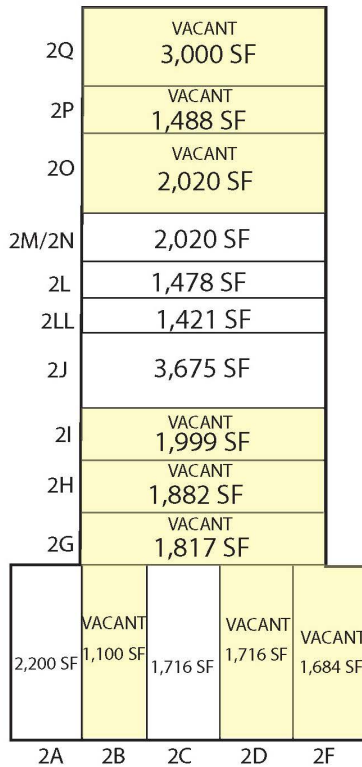 2Q
VACANT
3,000 SF
2P
VACANT
1,488 SF
2O
VACANT
2,020 SF
2M/2N
2,020 SF
2L
1,478 SF
2LL
1,421 SF
2J
3,675 SF
2I
VACANT
1,999 SF
2H
VACANT
1,882 SF
2G
VACANT
1,817 SF
2,200 SF
VACANT
1,100 SF
1,716 SF
VACANT
1,716 SF
VACANT
1,684 SF
2A 2B 2C 2D 2F